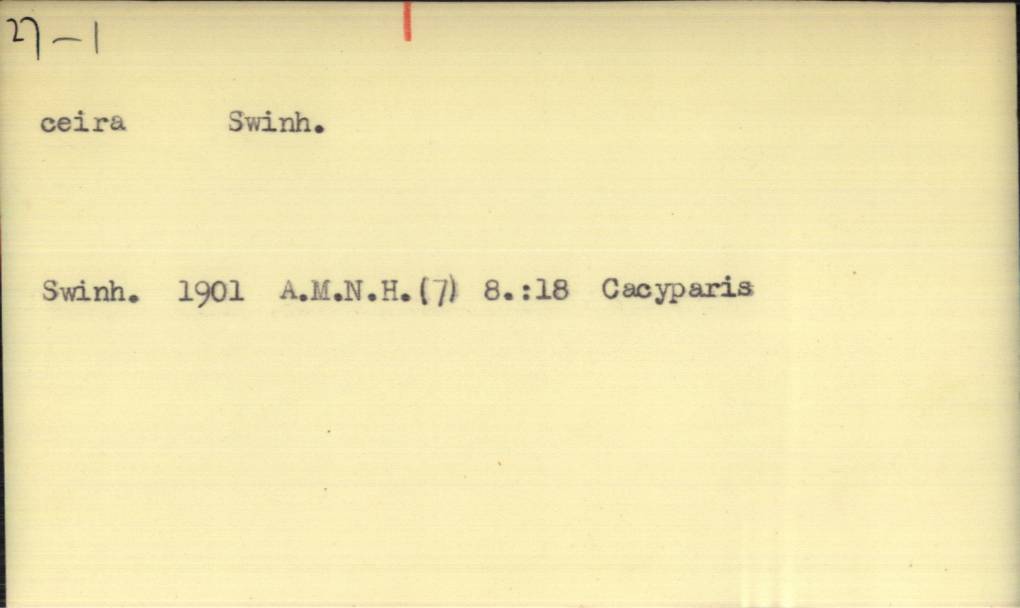 27-1
ceira Swinh.
Swinh. 1901 A.M.N.H.(7) 8.:18 Cacyparis